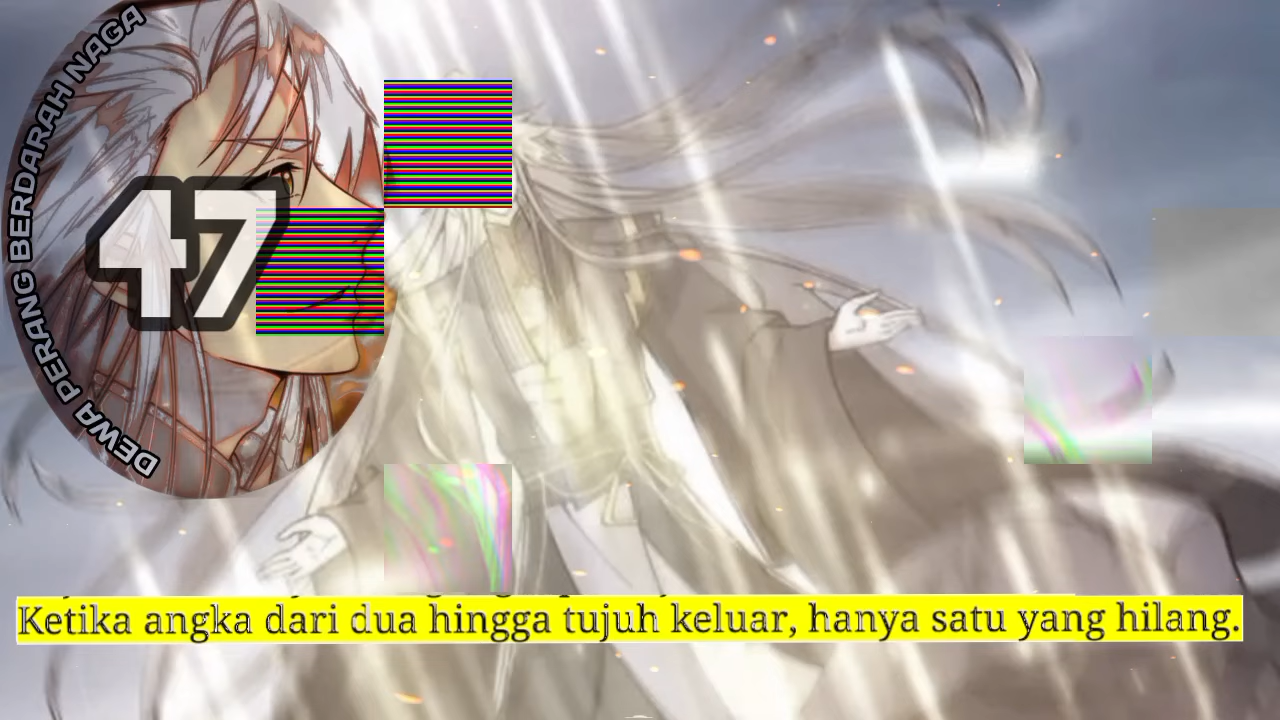 DEWA PERANG BERDARAH NAGA
47
Ketika angka dari dua hingga tujuh keluar, hanya satu yang hilang.